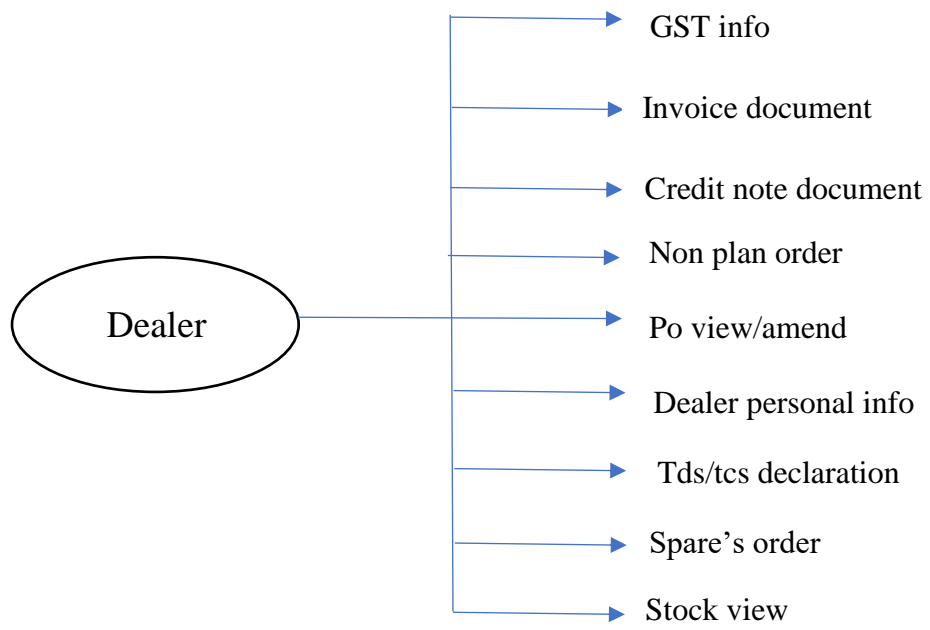 GST info
Invoice document
Credit note document
Non plan order
Dealer
Po view/amend
Dealer personal info
Tds/tcs declaration
Spare’s order
Stock view